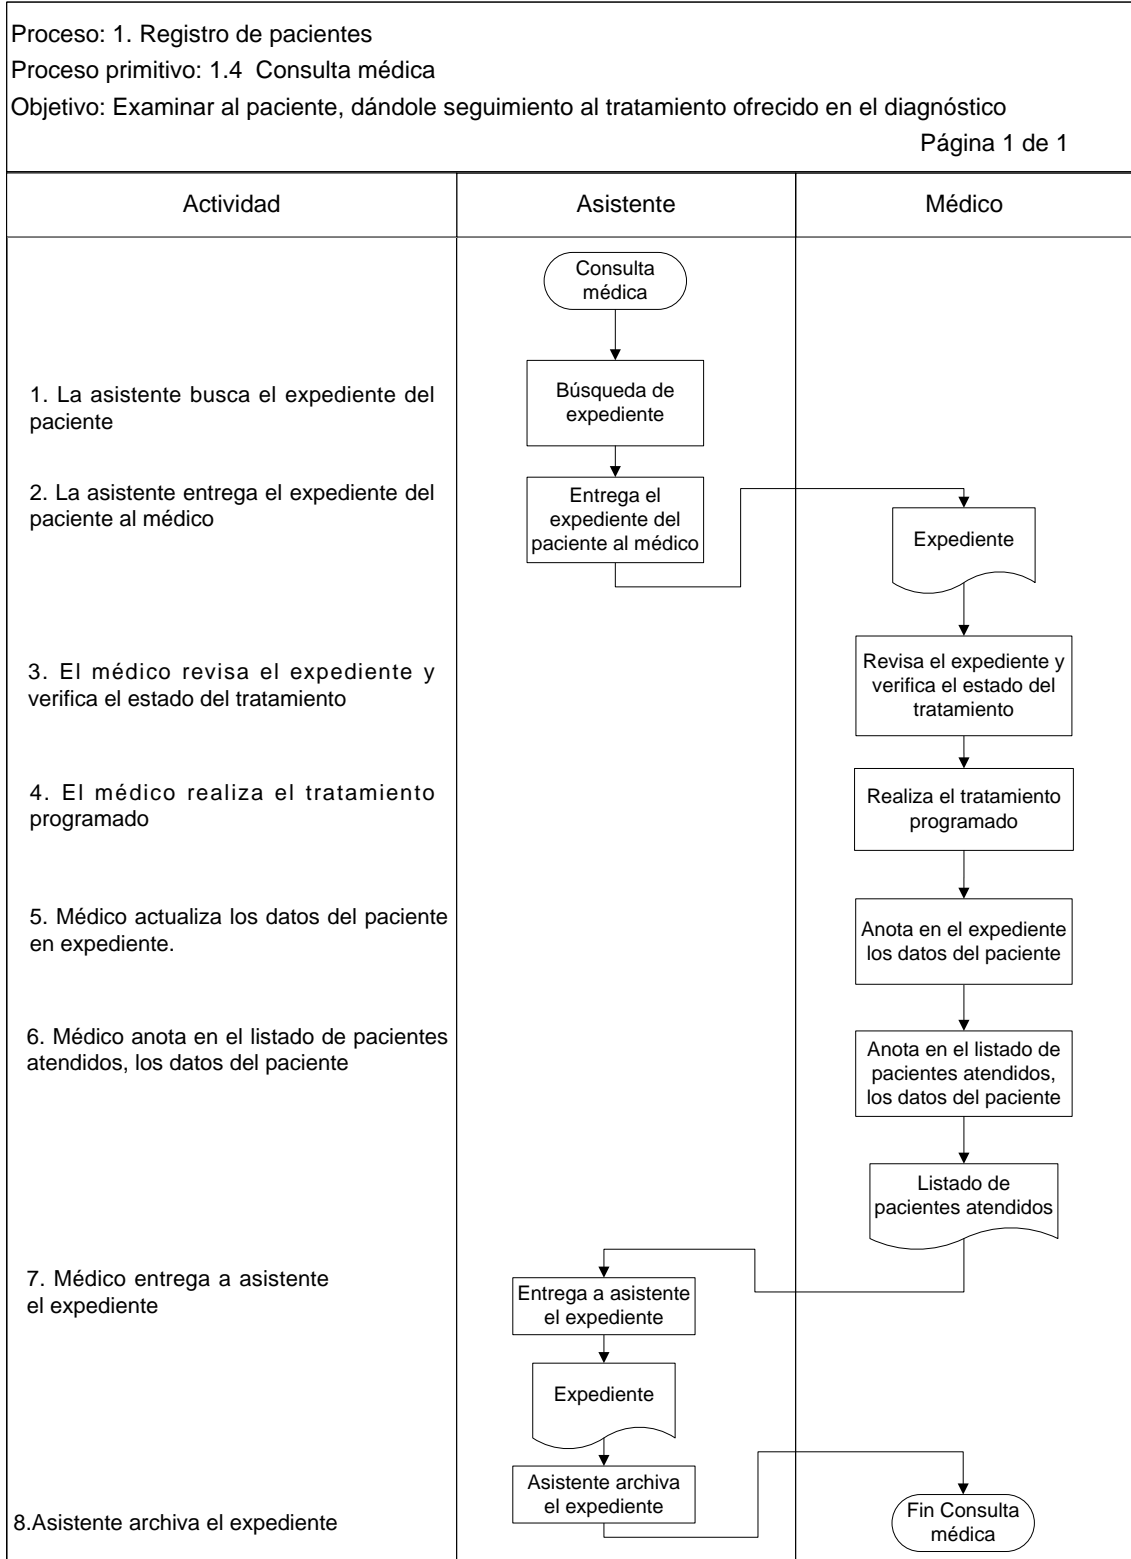 Proceso: 1. Registro de pacientes
Proceso primitivo: 1.4  Consulta médica
Objetivo: Examinar al paciente, dándole seguimiento al tratamiento ofrecido en el diagnóstico
Página 1 de 1
Actividad
Asistente
Médico
Consulta
médica
1. La asistente busca el expediente del
paciente
Búsqueda de
expediente
2. La asistente entrega el expediente del
paciente al médico
Entrega el
expediente del
paciente al médico
Expediente
3. El médico revisa el expediente y
verifica el estado del tratamiento
Revisa el expediente y
verifica el estado del
tratamiento
4. El médico realiza el tratamiento
programado
Realiza el tratamiento
programado
5. Médico actualiza los datos del paciente
en expediente.
Anota en el expediente
los datos del paciente
6. Médico anota en el listado de pacientes
atendidos, los datos del paciente
Anota en el listado de
pacientes atendidos,
los datos del paciente
Listado de
pacientes atendidos
7. Médico entrega a asistente
el expediente
Entrega a asistente
el expediente
Expediente
Asistente archiva
el expediente
8.Asistente archiva el expediente
Fin Consulta
médica